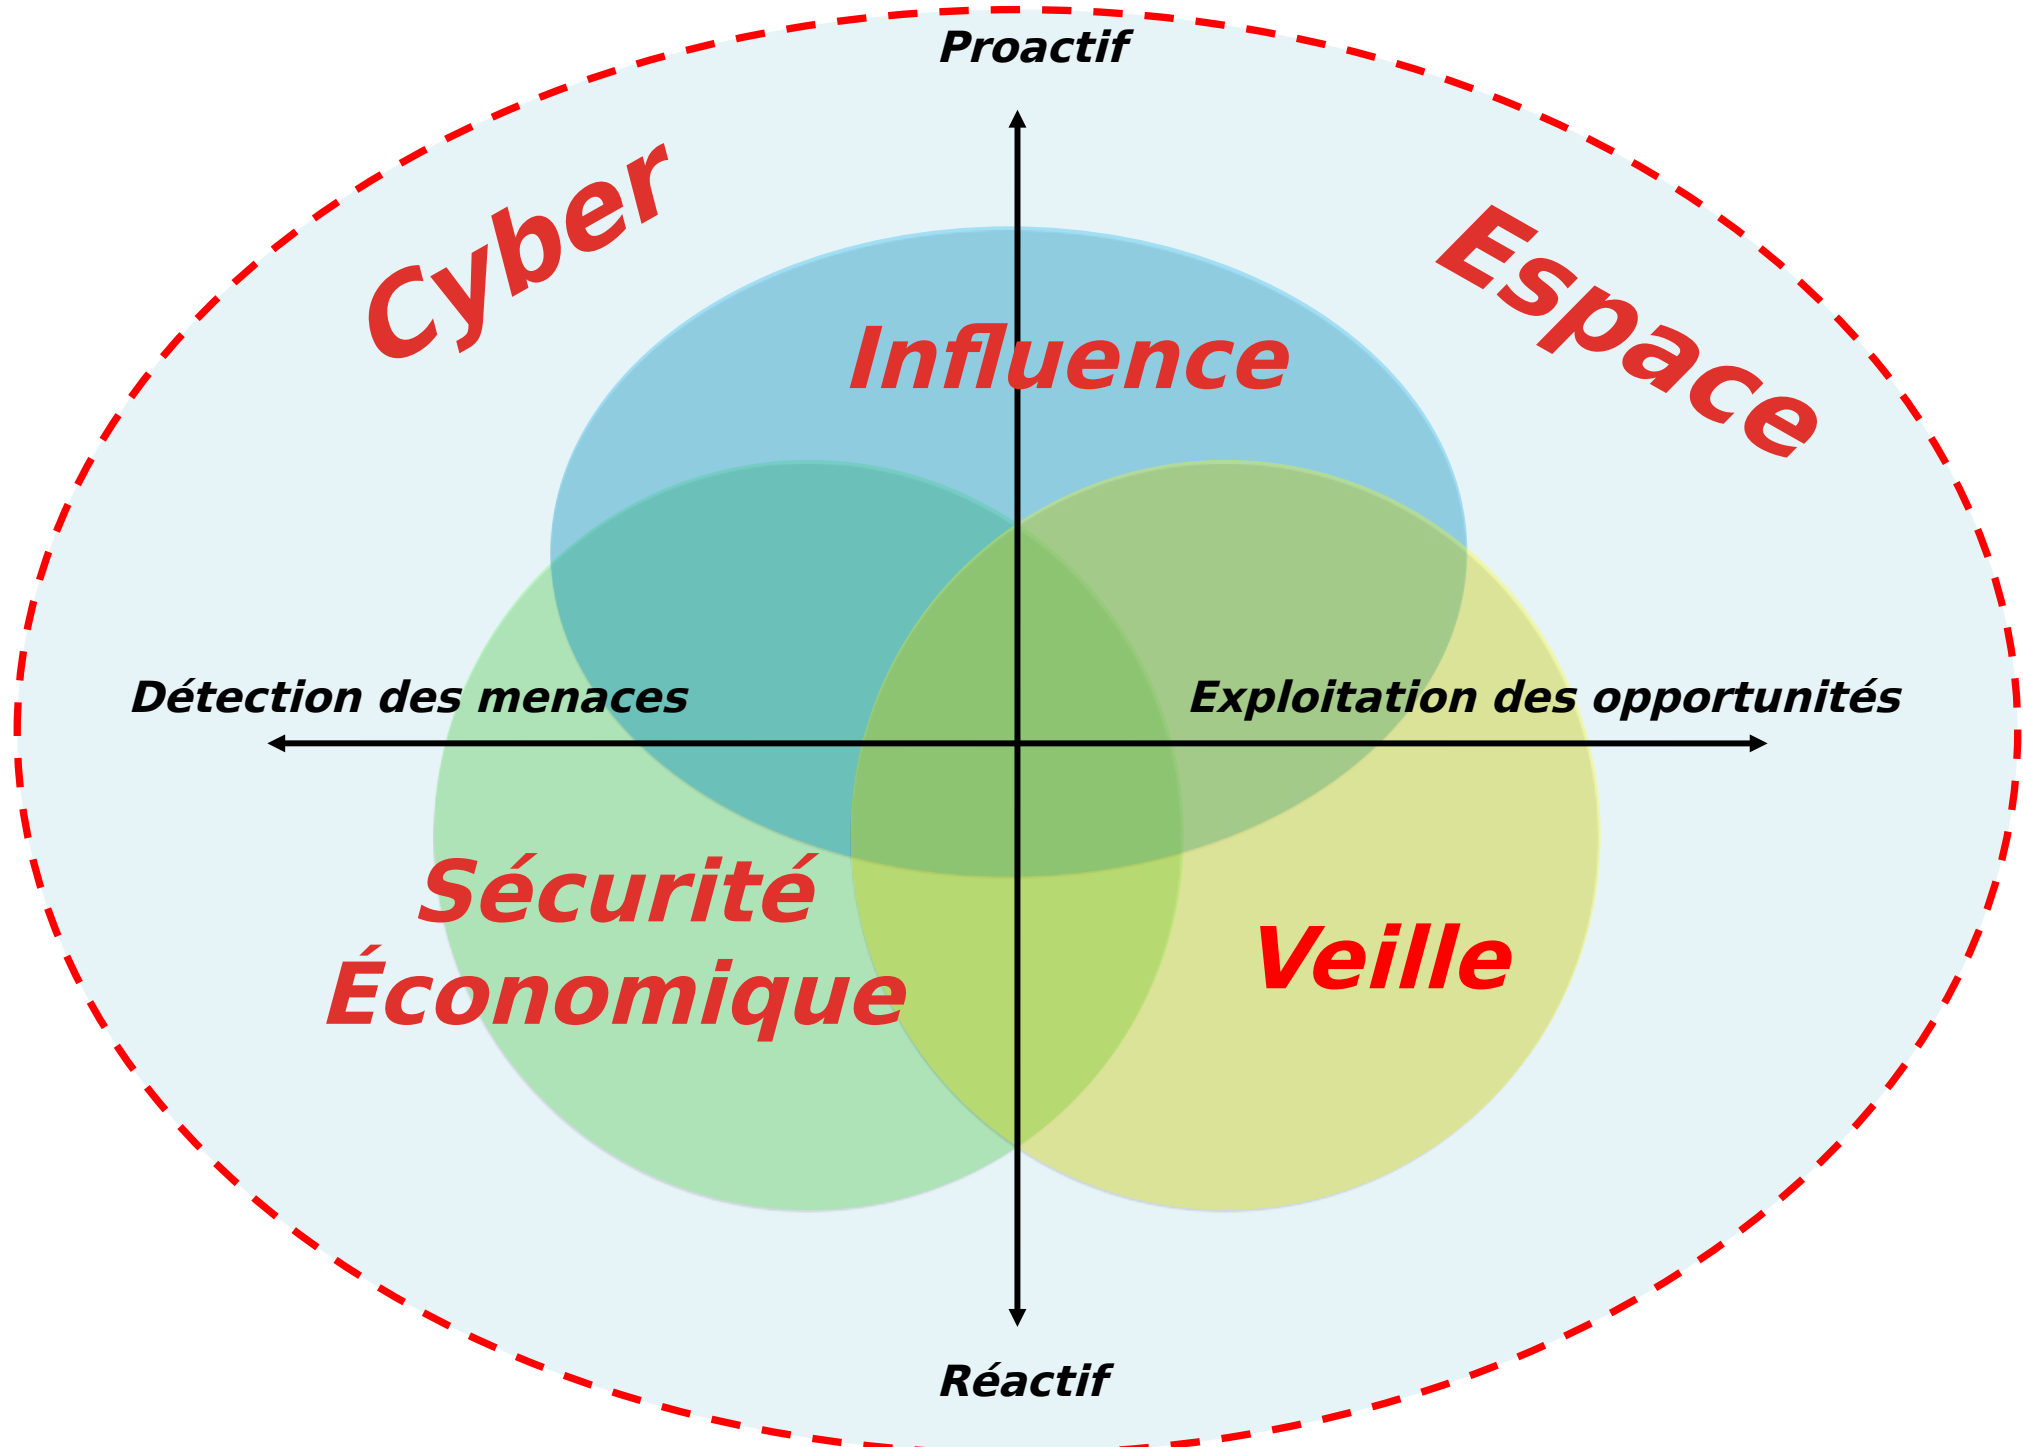 Proactif
Cyber
Espace
Influence
Détection des menaces
Exploitation des opportunités
Sécurité
Économique
Veille
Réactif